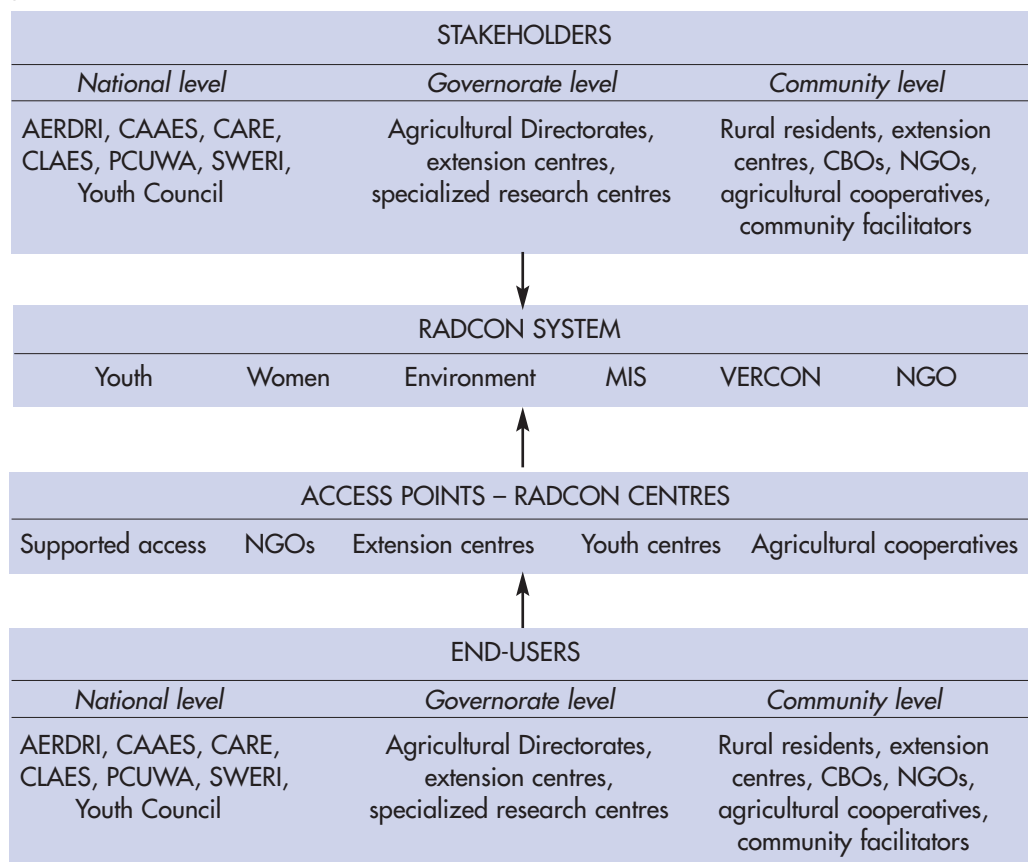 STAKEHOLDERS
National level Governorate level Community level
AERDRI, CAAES, CARE,
CLAES, PCUWA, SWERI,
Youth Council
Agricultural Directorates,
extension centres,
specialized research centres
Rural residents, extension
centres, CBOs, NGOs,
agricultural cooperatives,
community facilitators
RADCON SYSTEM
Youth Women Environment MIS VERCON NGO
ACCESS POINTS – RADCON CENTRES
Supported access NGOs Extension centres Youth centres Agricultural cooperatives
END-USERS
National level Governorate level Community level
AERDRI, CAAES, CARE,
CLAES, PCUWA, SWERI,
Youth Council
Agricultural Directorates,
extension centres,
specialized research centres
Rural residents, extension
centres, CBOs, NGOs,
agricultural cooperatives,
community facilitators